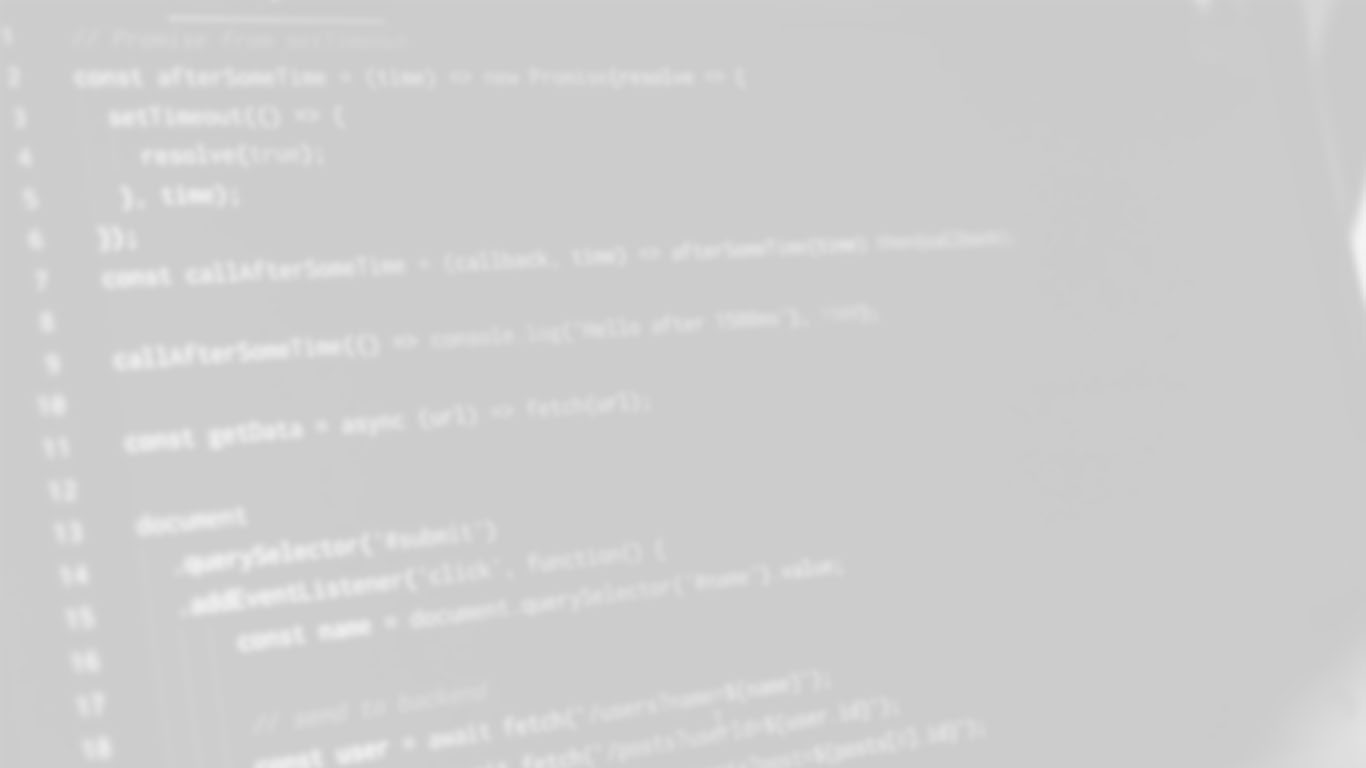 1 // Promise from setTimeout
2 const afterSomeTime = (time) => new Promise(resolve => {
3 setTimeout(() => {
4 resolve(true);
5 }, time);
6 });
7 const callAfterSomeTime = (callback, time) => afterSomeTime(time).then(callback);
8
9 callAfterSomeTime(() => console.log('Hello after 1500ms'), 1500);
10
11 const getData = async (url) => fetch(url);
12
13 document
14 .querySelector('#submit')
15 .addEventListener('click', function() {
16 const name = document.querySelector('#name').value;
17
18 // send to backend
const user = await fetch(`/users?name=${name}`);
fetch(`/posts?userId=${user.id}`);
post=${posts[0].id}`);